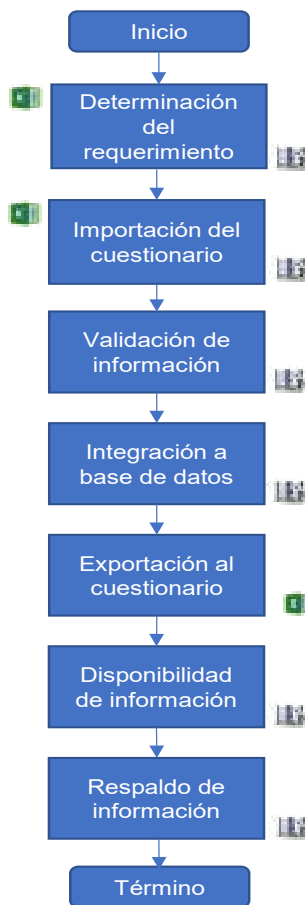 Inicio
Determinación
del
requerimiento
Importación del
cuestionario
Validación de
información
Integración a
base de datos
Exportación al
cuestionario
Disponibilidad
de información
Respaldo de
información
Término